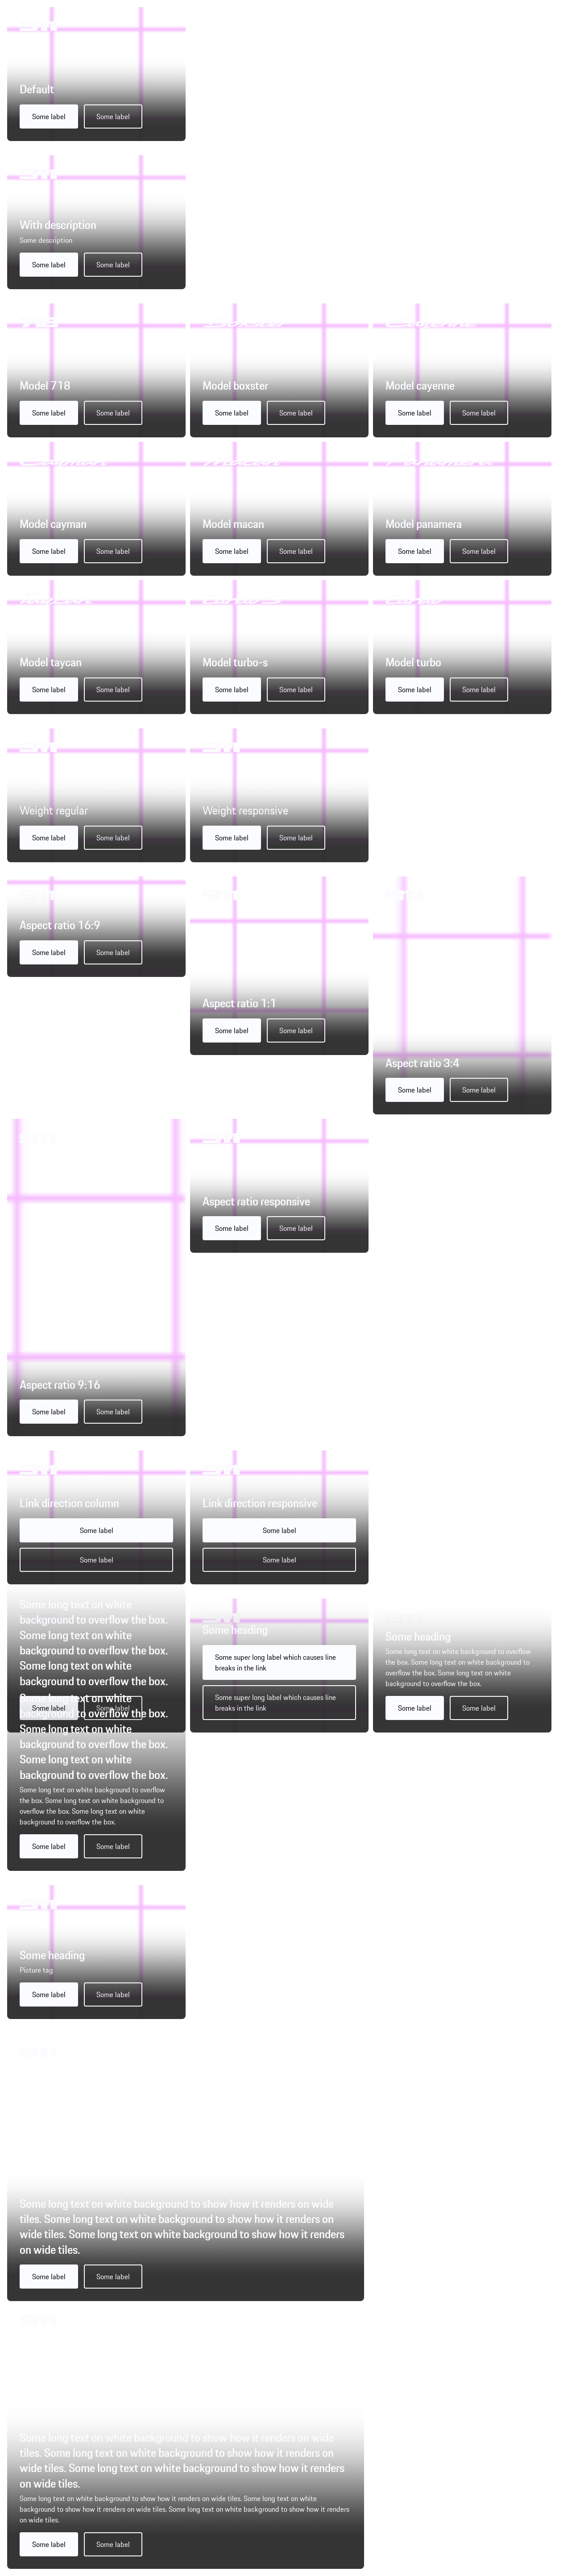 Default
Some label Some label
With description
Some description
Some label Some label
718 Boxster Cayenne
Model 718 Model boxster Model cayenne
Some label Some label Some label Some label Some label Some label
Cayman Macan Panamera
Model cayman Model macan Model panamera
Some label Some label Some label Some label Some label Some label
taycan turbo s turbo
Model taycan Model turbo-s Model turbo
Some label Some label Some label Some label Some label Some label
Weight regular Weight responsive
Some label Some label Some label Some label
Aspect ratio 16:9
Some label Some label
Aspect ratio 1:1
Some label Some label
Aspect ratio 3:4
Some label Some label
Aspect ratio responsive
Some label Some label
Aspect ratio 9:16
Some label Some label
Link direction column Link direction responsive
Some label Some label
Some label Some label
Some long text on white
background to overflow the box.
Some long text on white
background to overflow the box.
Some long text on white
background to overflow the box.
Some label Some label
Some heading
Some super long label which causes line
breaks in the link
Some super long label which causes line
breaks in the link
Some heading
Some long text on white background to overflow
the box. Some long text on white background to
overflow the box. Some long text on white
background to overflow the box.
Some label Some label
Some long text on white
background to overflow the box.
Some long text on white
background to overflow the box.
Some long text on white
background to overflow the box.
Some long text on white background to overflow
the box. Some long text on white background to
overflow the box. Some long text on white
background to overflow the box.
Some label Some label
Some heading
Picture tag
Some label Some label
Some long text on white background to show how it renders on wide
tiles. Some long text on white background to show how it renders on
wide tiles. Some long text on white background to show how it renders
on wide tiles.
Some label Some label
Some long text on white background to show how it renders on wide
tiles. Some long text on white background to show how it renders on
wide tiles. Some long text on white background to show how it renders
on wide tiles.
Some long text on white background to show how it renders on wide tiles. Some long text on white
background to show how it renders on wide tiles. Some long text on white background to show how it renders
on wide tiles.
Some label Some label